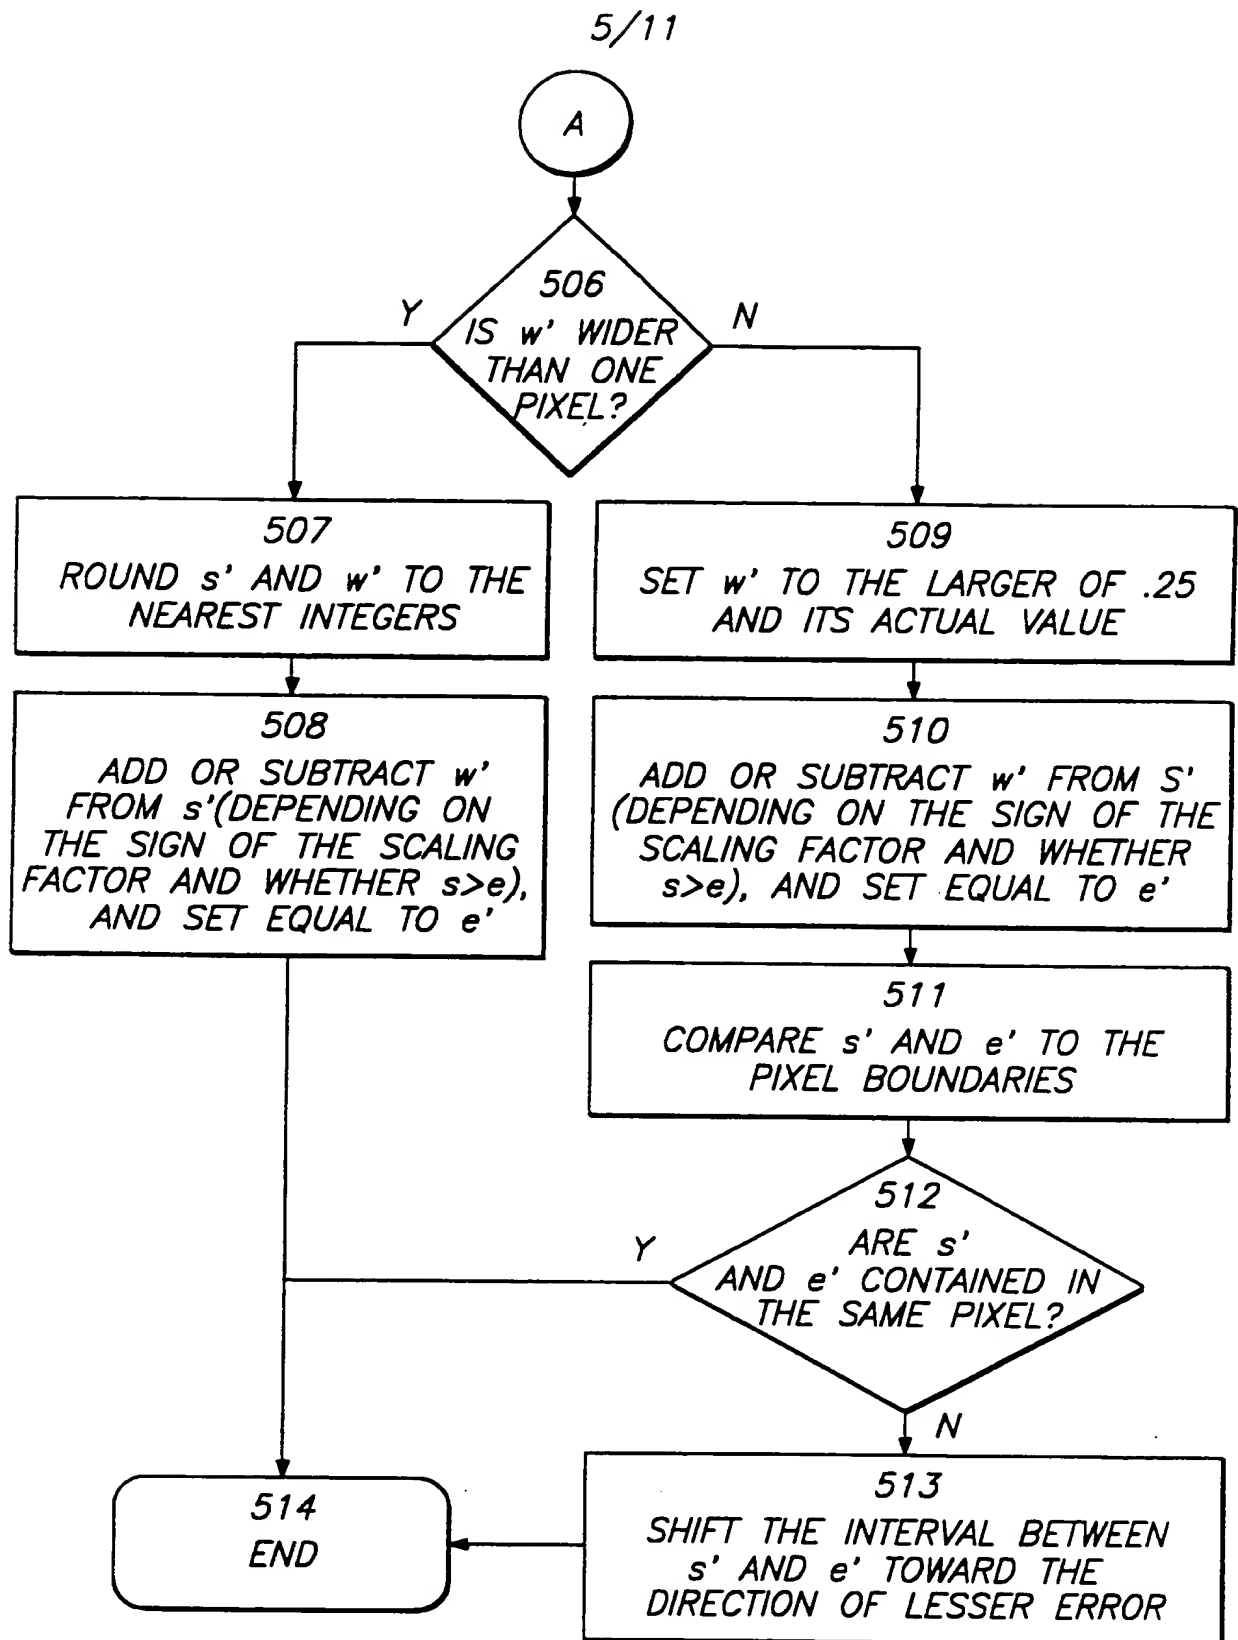 5/11
A
506
IS w' WIDER
THAN ONE
PIXEL?
Y
N
507
ROUND s' AND w' TO THE
NEAREST INTEGERS
509
SET w' TO THE LARGER OF .25
AND ITS ACTUAL VALUE
508
ADD OR SUBTRACT w'
FROM s'(DEPENDING ON
THE SIGN OF THE SCALING
FACTOR AND WHETHER s>e),
AND SET EQUAL TO e'
510
ADD OR SUBTRACT w' FROM S'
(DEPENDING ON THE SIGN OF THE
SCALING FACTOR AND WHETHER
s>e), AND SET EQUAL TO e'
511
COMPARE s' AND e' TO THE
PIXEL BOUNDARIES
512
ARE s'
AND e' CONTAINED IN
THE SAME PIXEL?
Y
N
513
SHIFT THE INTERVAL BETWEEN
s' AND e' TOWARD THE
DIRECTION OF LESSER ERROR
514
END